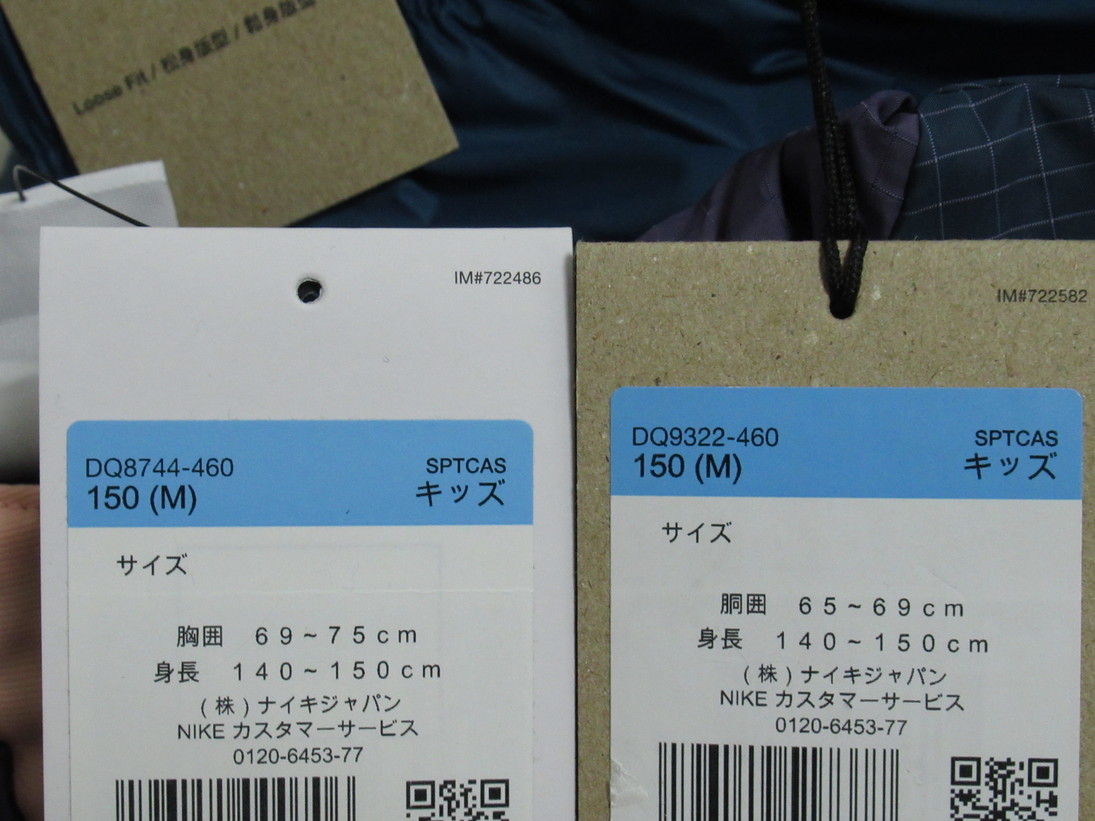 Loose Fit / 松身版型 / 鬆身版型
IM#722486
DQ8744-460
SPTCAS
150 (M)
キッズ
サイズ
胸囲 69~75cm
身長 140~150cm
(株)ナイキジャパン
NIKE カスタマーサービス
0120-6453-77
IM#722582
DQ9322-460
SPTCAS
150 (M)
キッズ
サイズ
胴囲 65~69cm
身長 140~150cm
(株)ナイキジャパン
NIKE カスタマーサービス
0120-6453-77